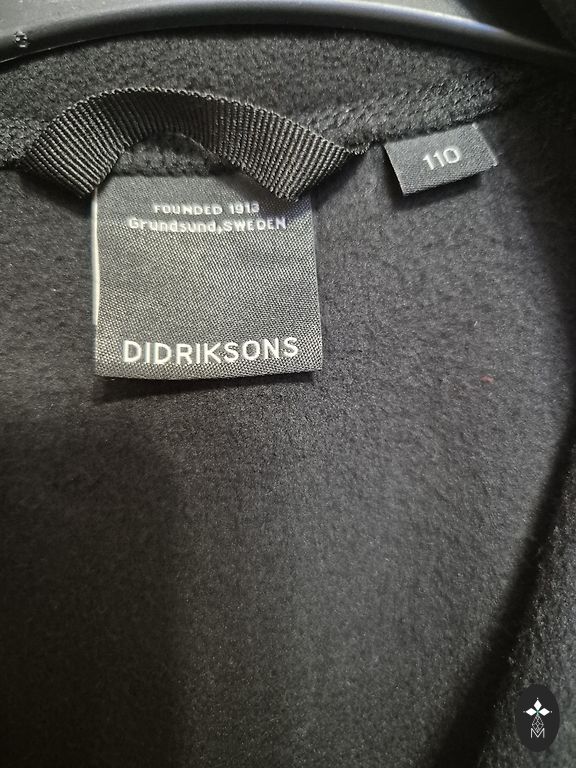 110
FOUNDED 1913
Grundsund, SWEDEN
DIDRIKSONS
M